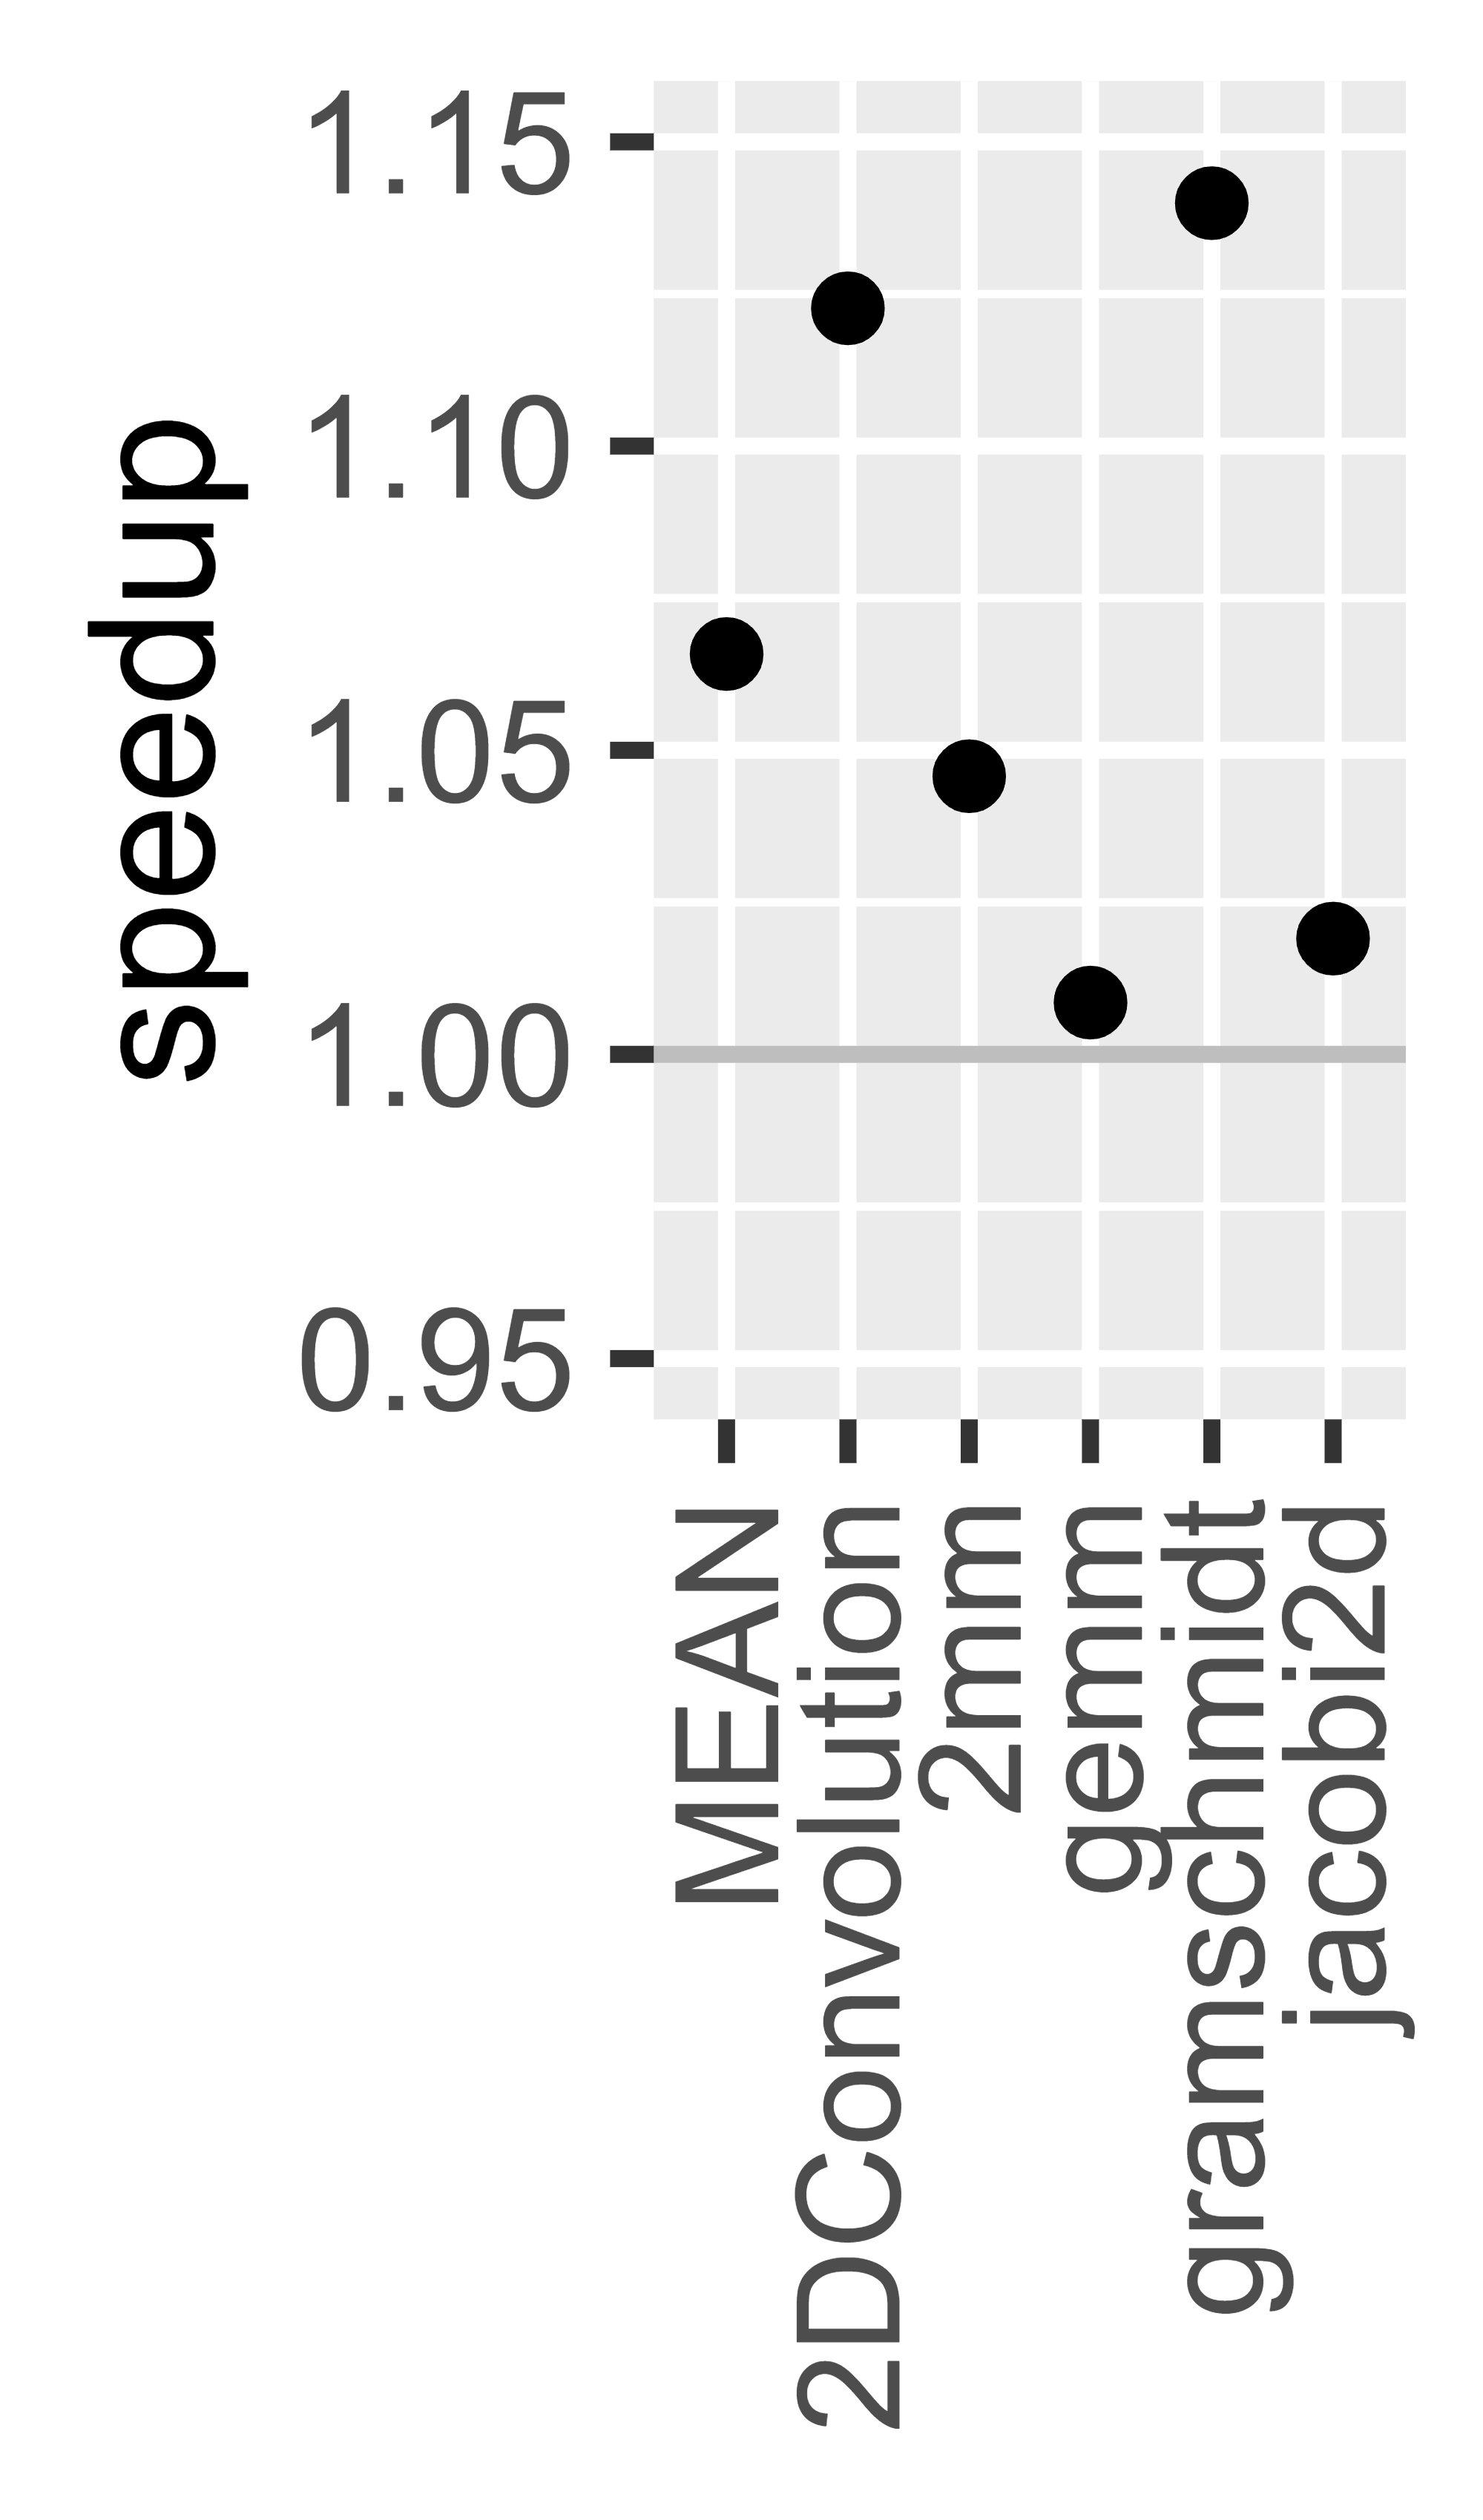 speedup
1.15
1.10
1.05
1.00
0.95
MEAN
2DConvolution
2mm
gemm
gramschmidt
jacobi2d